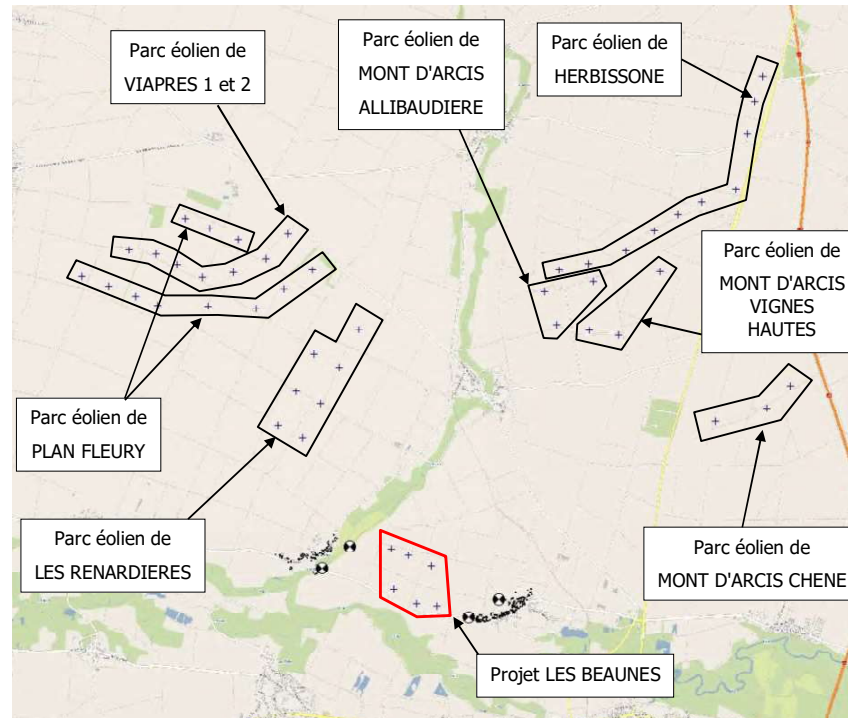 Parc éolien de
VIAPRES 1 et 2
Parc éolien de
MONT D'ARCIS
ALLIBAUDIERE
Parc éolien de
HERBISSONE
Parc éolien de
MONT D'ARCIS
VIGNES
HAUTES
Parc éolien de
PLAN FLEURY
Parc éolien de
LES RENARDIERES
Parc éolien de
MONT D'ARCIS CHENE
Projet LES BEAUNES